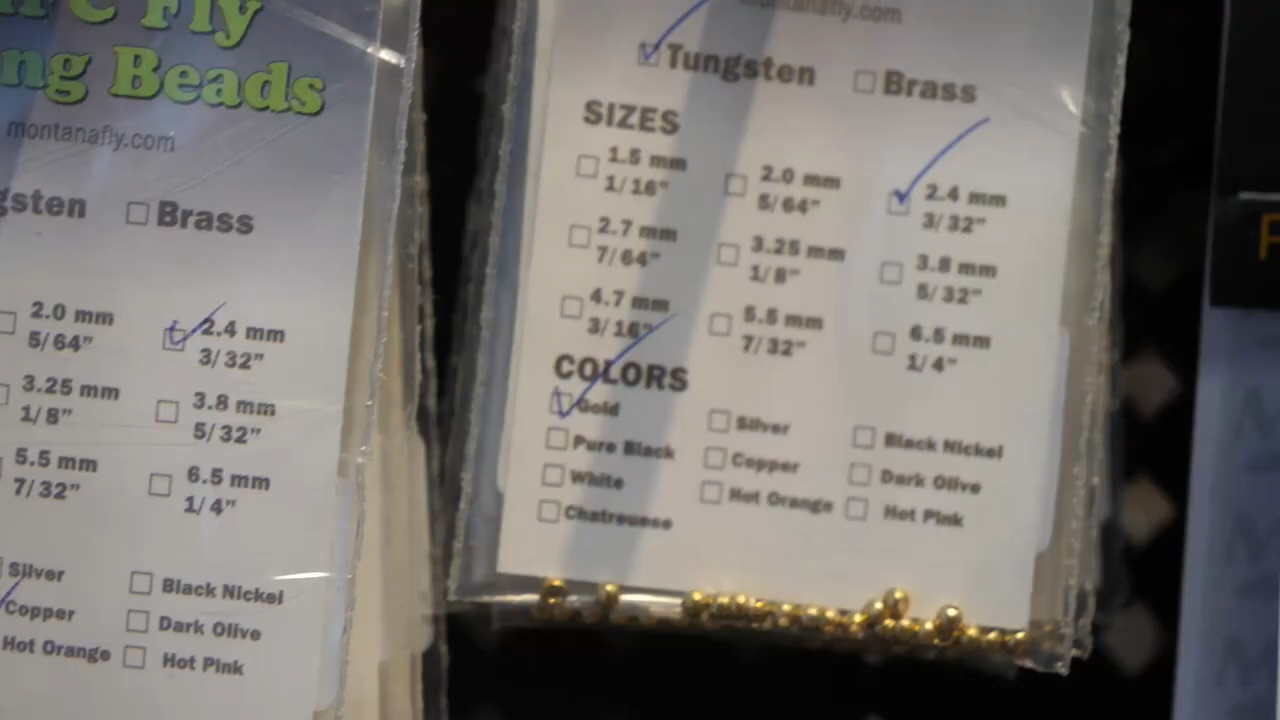 Fly
ng Beads
montanafly.com
gsten
Brass
2.0 mm
5/64"
2.4 mm
3/32"
3.25 mm
1/8"
3.8 mm
5/32"
5.5 mm
7/32"
6.5 mm
1/4"
Silver
Black Nickel
Copper
Dark Olive
Hot Orange
Hot Pink
montanafly.com
Tungsten
Brass
SIZES
1.5 mm
1/16"
2.0 mm
5/64"
2.4 mm
3/32"
2.7 mm
7/64"
3.25 mm
1/8"
3.8 mm
5/32"
4.7 mm
3/16"
5.5 mm
7/32"
6.5 mm
1/4"
COLORS
Gold
Silver
Black Nickel
Pure Black
Copper
Dark Olive
White
Hot Orange
Hot Pink
Chatreuese